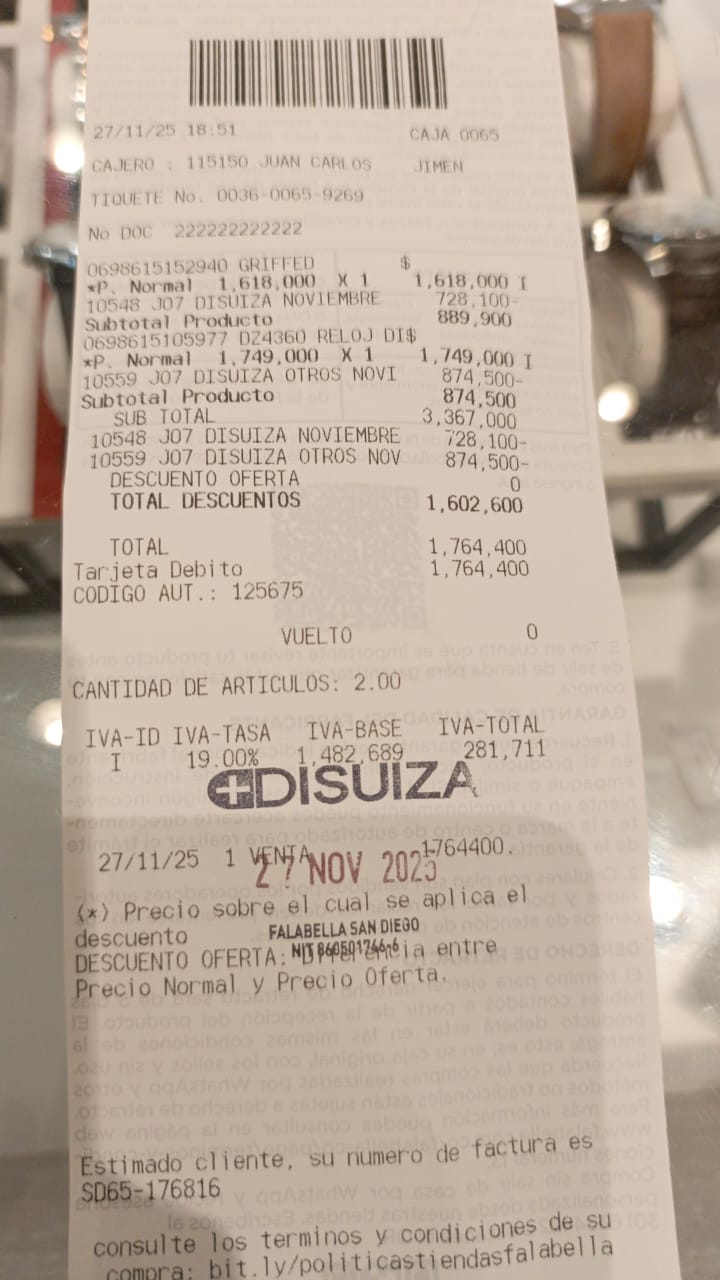 27/11/25 18:51 CAJA 0065
CAJERO : 115150 JUAN CARLOS JIMEN
TIQUETE No. 0036-0065-9269
No DOC 222222222222
0698615152940 GRIFFED $
*P. Normal 1,618,000 X 1 1,618,000 I
10548 J07 DISUIZA NOVIEMBRE 728,100-
Subtotal Producto 889,900
0698615105977 DZ4360 RELOJ DI$
*P. Normal 1,749,000 X 1 1,749,000 I
10559 J07 DISUIZA OTROS NOVI 874,500-
Subtotal Producto 874,500
SUB TOTAL 3,367,000
10548 J07 DISUIZA NOVIEMBRE 728,100-
10559 J07 DISUIZA OTROS NOV 874,500-
DESCUENTO OFERTA 0
TOTAL DESCUENTOS 1,602,600
TOTAL 1,764,400
Tarjeta Debito 1,764,400
CODIGO AUT.: 125675
VUELTO 0
CANTIDAD DE ARTICULOS: 2.00
IVA-ID IVA-TASA IVA-BASE IVA-TOTAL
I 19.00% 1,482,689 281,711
DISUIZA
27/11/25 1 VENTA 1764400.
27 NOV 2025
(*) Precio sobre el cual se aplica el
descuento
FALABELLA SAN DIEGO
NIT 860501746-6
DESCUENTO OFERTA: Diferencia entre
Precio Normal y Precio Oferta.
Estimado cliente, su numero de factura es
SD65-176816
consulte los terminos y condiciones de su
compra: bit.ly/politicastiendasfalabella